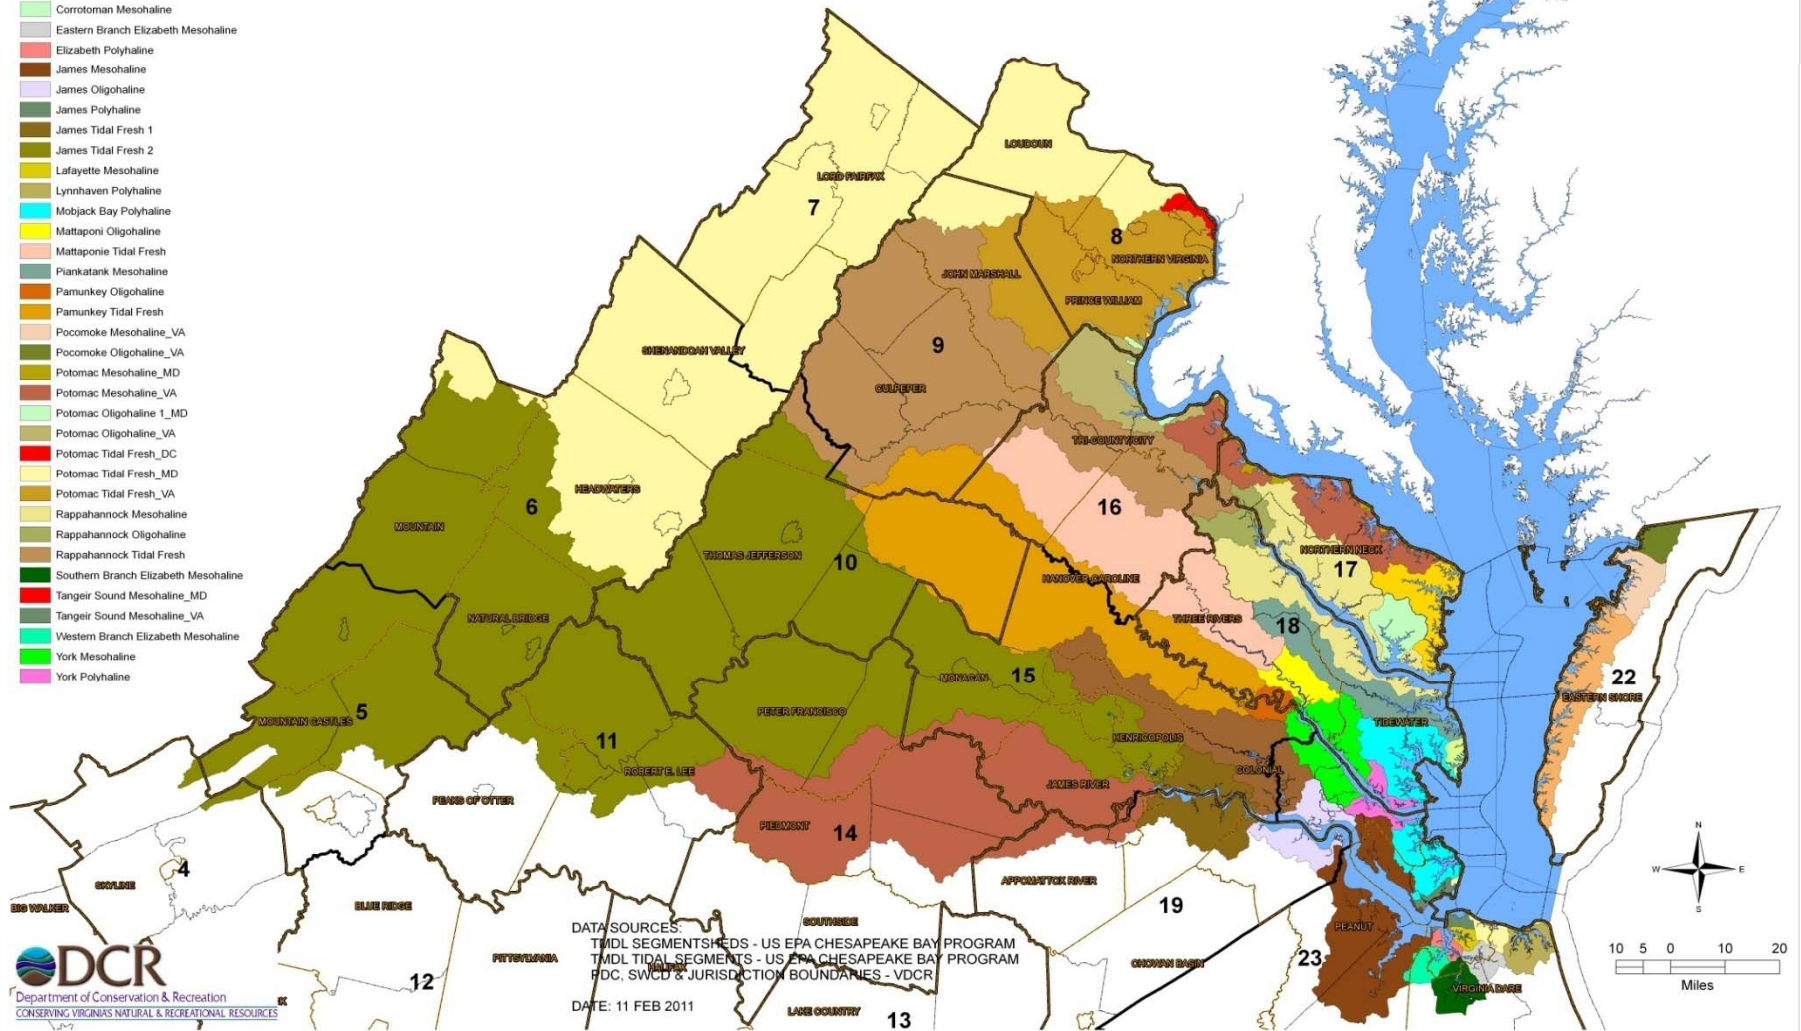 Corrotoman Mesohaline
Eastern Branch Elizabeth Mesohaline
Elizabeth Polyhaline
James Mesohaline
James Oligohaline
James Polyhaline
James Tidal Fresh 1
James Tidal Fresh 2
Lafayette Mesohaline
Lynnhaven Polyhaline
Mobjack Bay Polyhaline
Mattaponi Oligohaline
Mattaponie Tidal Fresh
Piankatank Mesohaline
Pamunkey Oligohaline
Pamunkey Tidal Fresh
Pocomoke Mesohaline_VA
Pocomoke Oligohaline_VA
Potomac Mesohaline_MD
Potomac Mesohaline_VA
Potomac Oligohaline 1_MD
Potomac Oligohaline_VA
Potomac Tidal Fresh_DC
Potomac Tidal Fresh_MD
Potomac Tidal Fresh_VA
Rappahannock Mesohaline
Rappahannock Oligohaline
Rappahannock Tidal Fresh
Southern Branch Elizabeth Mesohaline
Tangeir Sound Mesohaline_MD
Tangeir Sound Mesohaline_VA
Western Branch Elizabeth Mesohaline
York Mesohaline
York Polyhaline
LOUDOUN
LORD FAIRFAX
7
8
NORTHERN VIRGINIA
JOHN MARSHALL
PRINCE WILLIAM
9
SHENANDOAH VALLEY
CULPEPER
TRI-COUNTY/CITY
HEADWATERS
6
16
MOUNTAIN
THOMAS JEFFERSON
10
NORTHERN NECK
17
HANOVER-CAROLINE
NATURAL BRIDGE
THREE RIVERS
18
MONACAN
15
22
EASTERN SHORE
MOUNTAIN CASTLES
5
PETER FRANCISCO
TIDEWATER
11
HENRICOPOLIS
ROBERT E. LEE
COLONIAL
JAMES RIVER
PEAKS OF OTTER
PIEDMONT
14
4
SKYLINE
APPOMATTOX RIVER
BIG WALKER
BLUE RIDGE
19
SOUTHSIDE
PEANUT
DATA SOURCES:
TMDL SEGMENTSHEDS - US EPA CHESAPEAKE BAY PROGRAM
TMDL TIDAL SEGMENTS - US EPA CHESAPEAKE BAY PROGRAM
PDC, SWCD & JURISDICTION BOUNDARIES - VDCR
DATE: 11 FEB 2011
PITTSYLVANIA
HALIFAX
CHOWAN BASIN
23
12
VIRGINIA DARE
LAKE COUNTRY
13
K
N
W
E
S
10 5 0 10 20
Miles
DCR
Department of Conservation & Recreation
CONSERVING VIRGINIA'S NATURAL & RECREATIONAL RESOURCES